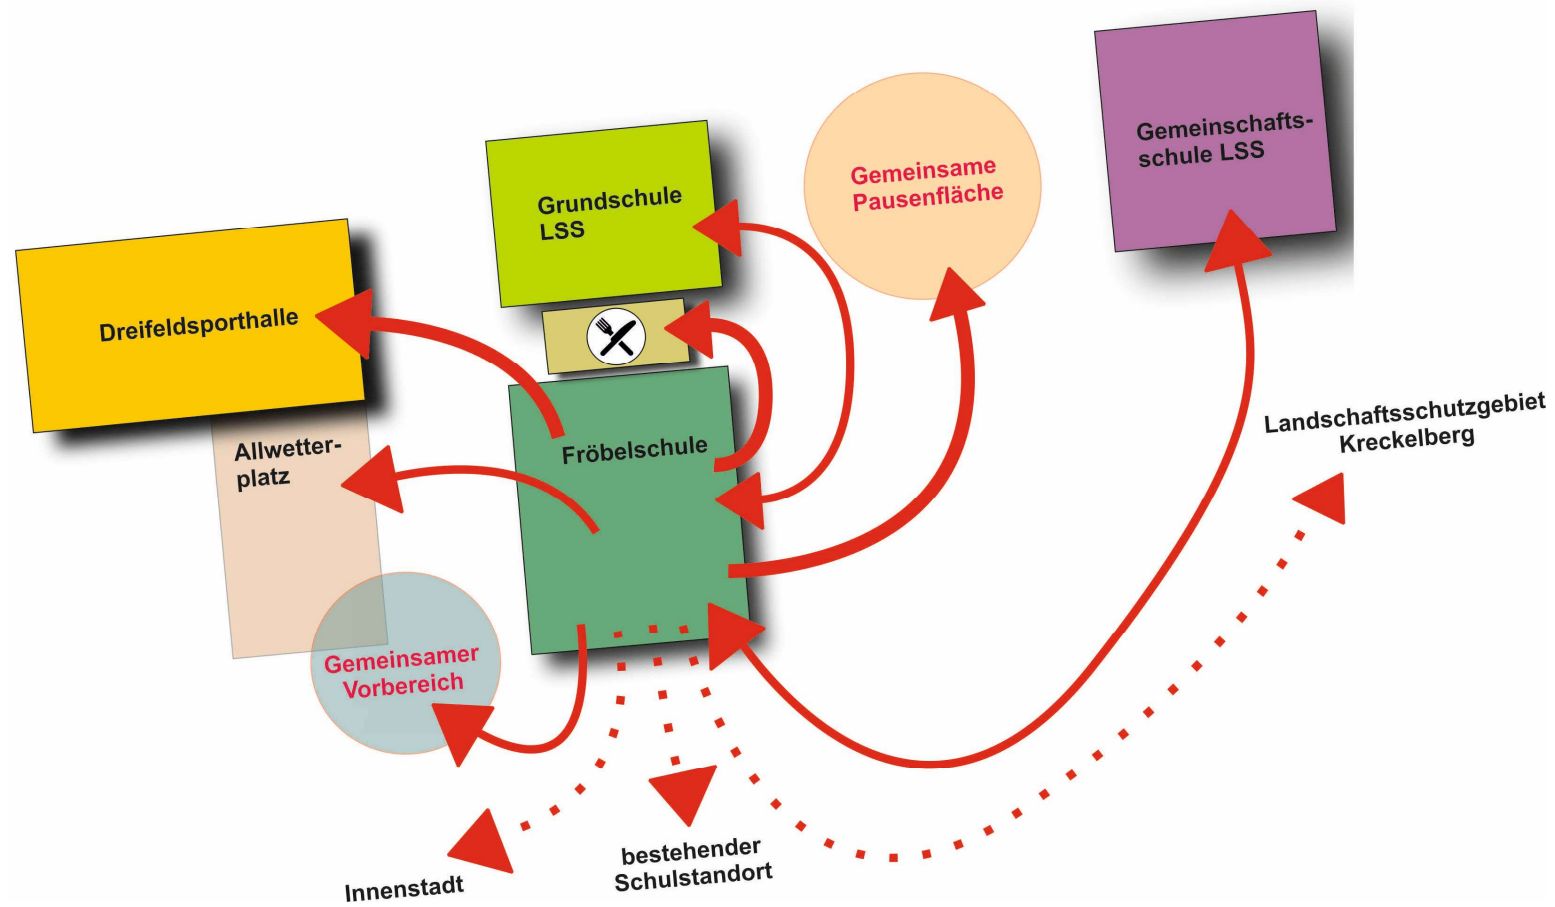 Gemeinschafts-
schule LSS
Gemeinsame
Pausenfläche
Grundschule
LSS
Dreifeldsporthalle
Fröbelschule
Allwetter-
platz
Landschaftsschutzgebiet
Kreckelberg
Gemeinsamer
Vorbereich
bestehender
Schulstandort
Innenstadt